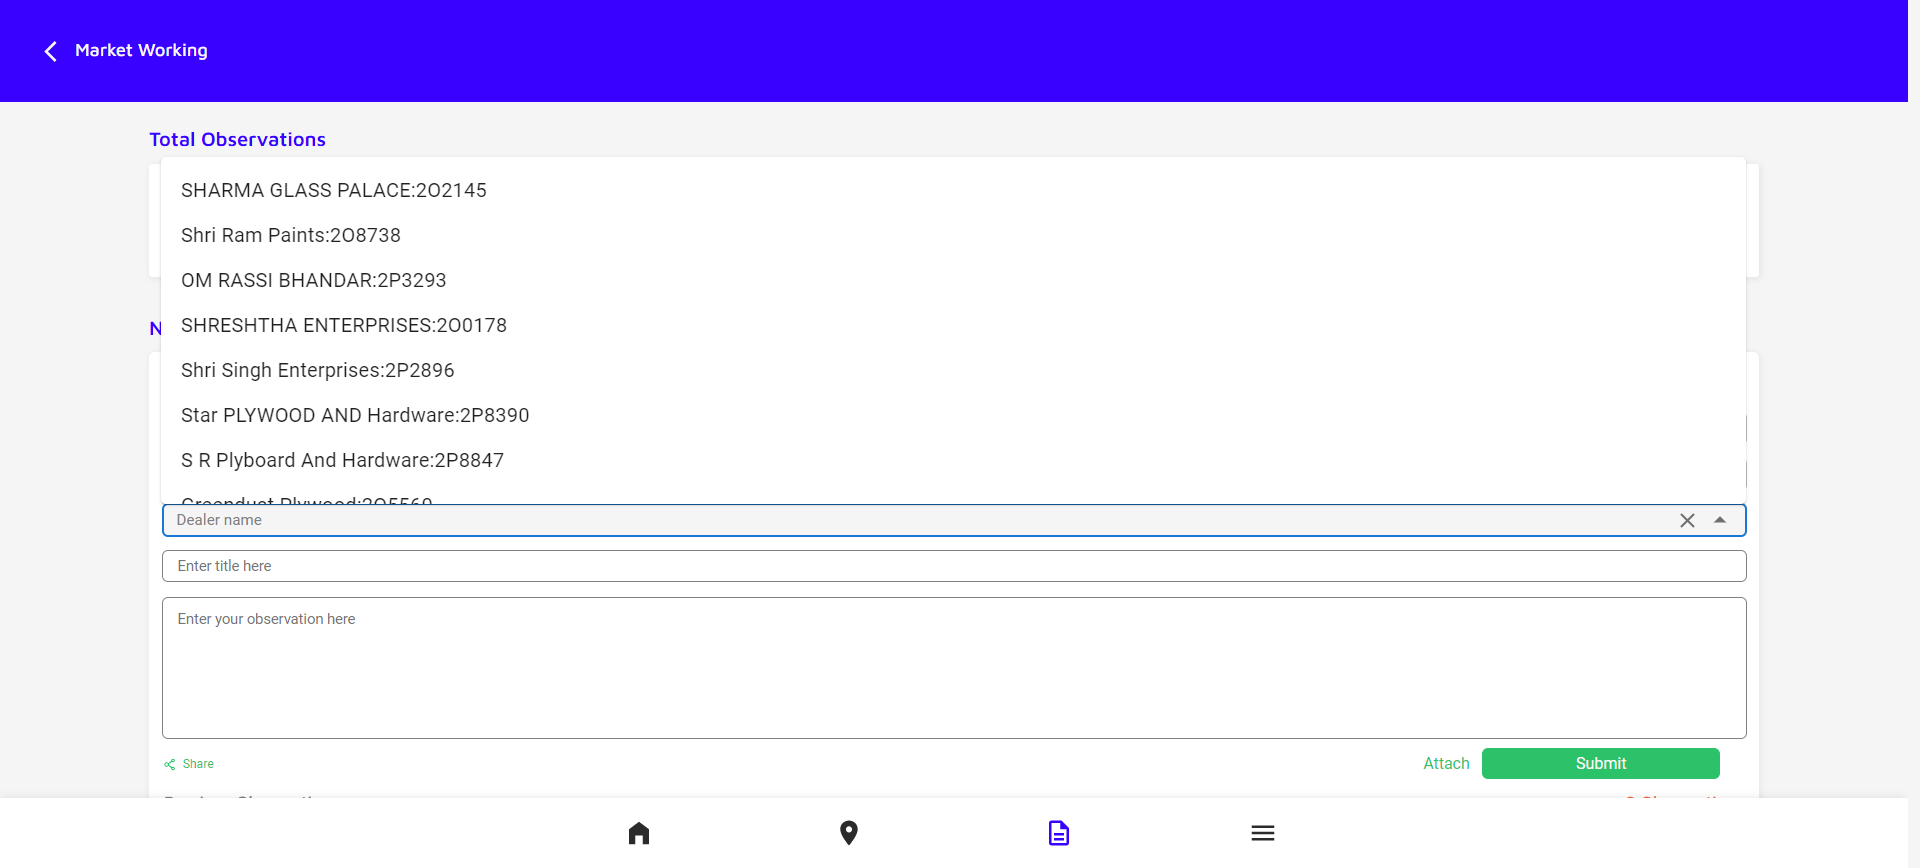 Market Working
Total Observations
SHARMA GLASS PALACE:2O2145
Shri Ram Paints:2O8738
OM RASSI BHANDAR:2P3293
SHRESHTHA ENTERPRISES:2O0178
Shri Singh Enterprises:2P2896
Star PLYWOOD AND Hardware:2P8390
S R Plyboard And Hardware:2P8847
Dealer name
Enter title here
Enter your observation here
Share
Attach
Submit